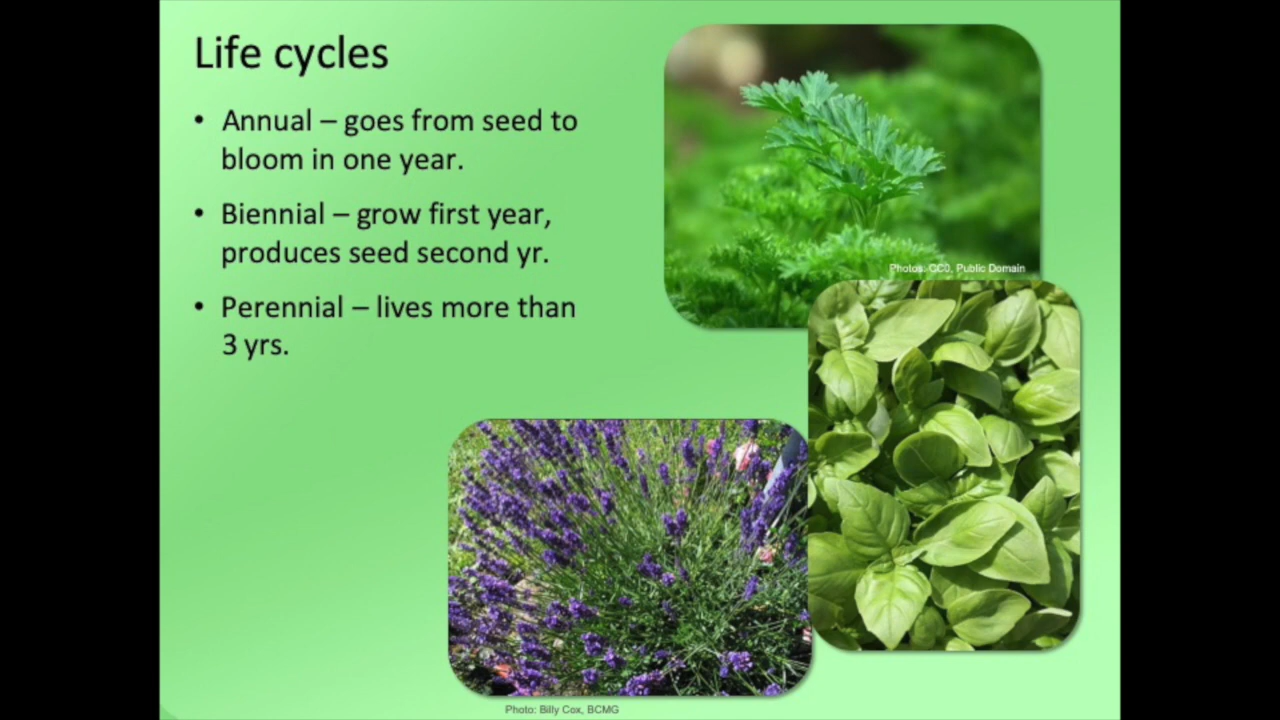 Life cycles
• Annual – goes from seed to
bloom in one year.
• Biennial – grow first year,
produces seed second yr.
• Perennial – lives more than
3 yrs.
Photos: CC0, Public Domain
Photo: Billy Cox, BCMG